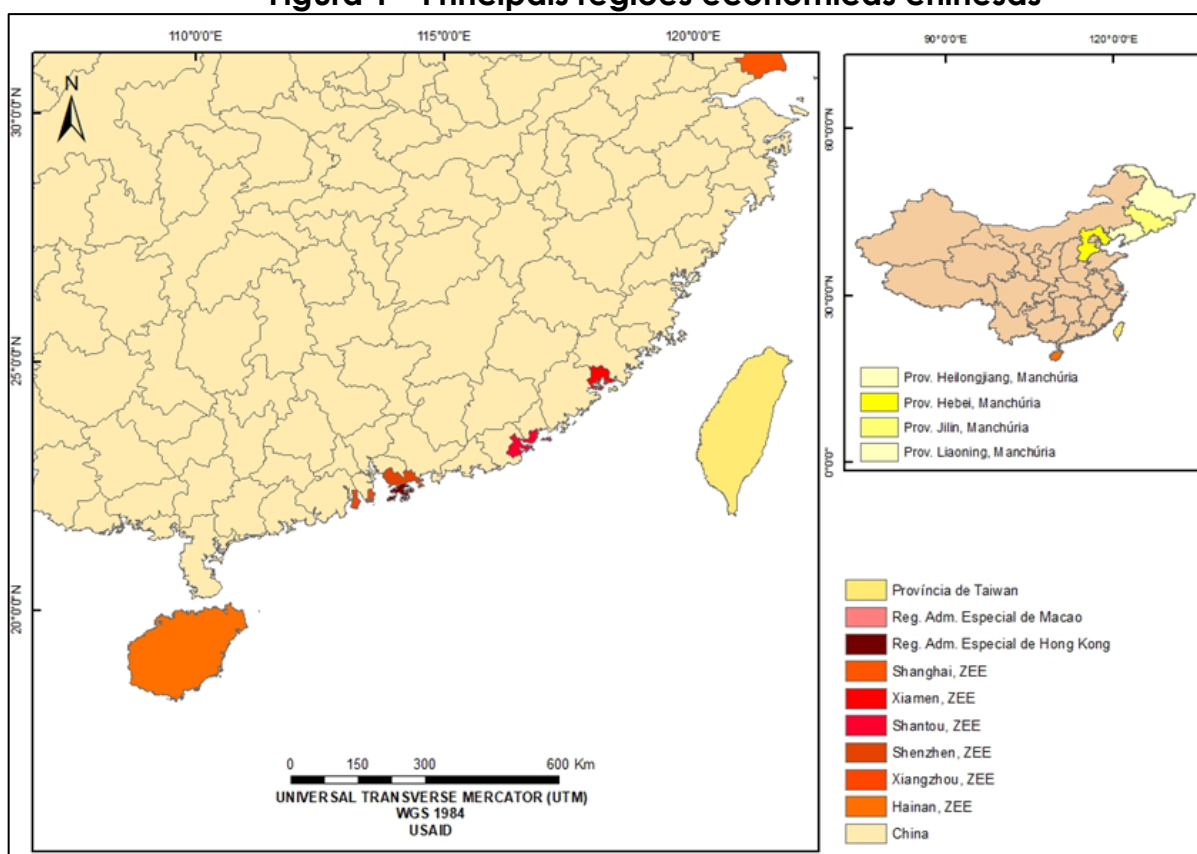 Figura 1 - Principais regiões econômicas chinesas
110°0'0"E 115°0'0"E 120°0'0"E
N
30°0'0"N
25°0'0"N
20°0'0"N
0 150 300 600 Km
UNIVERSAL TRANSVERSE MERCATOR (UTM)
WGS 1984
USAID
90°0'0"E 120°0'0"E
60°0'0"N
30°0'0"N
0°0'0"
Prov. Heilongjiang, Manchúria
Prov. Hebei, Manchúria
Prov. Jilin, Manchúria
Prov. Liaoning, Manchúria
Província de Taiwan
Reg. Adm. Especial de Macao
Reg. Adm. Especial de Hong Kong
Shanghai, ZEE
Xiamen, ZEE
Shantou, ZEE
Shenzhen, ZEE
Xiangzhou, ZEE
Hainan, ZEE
China